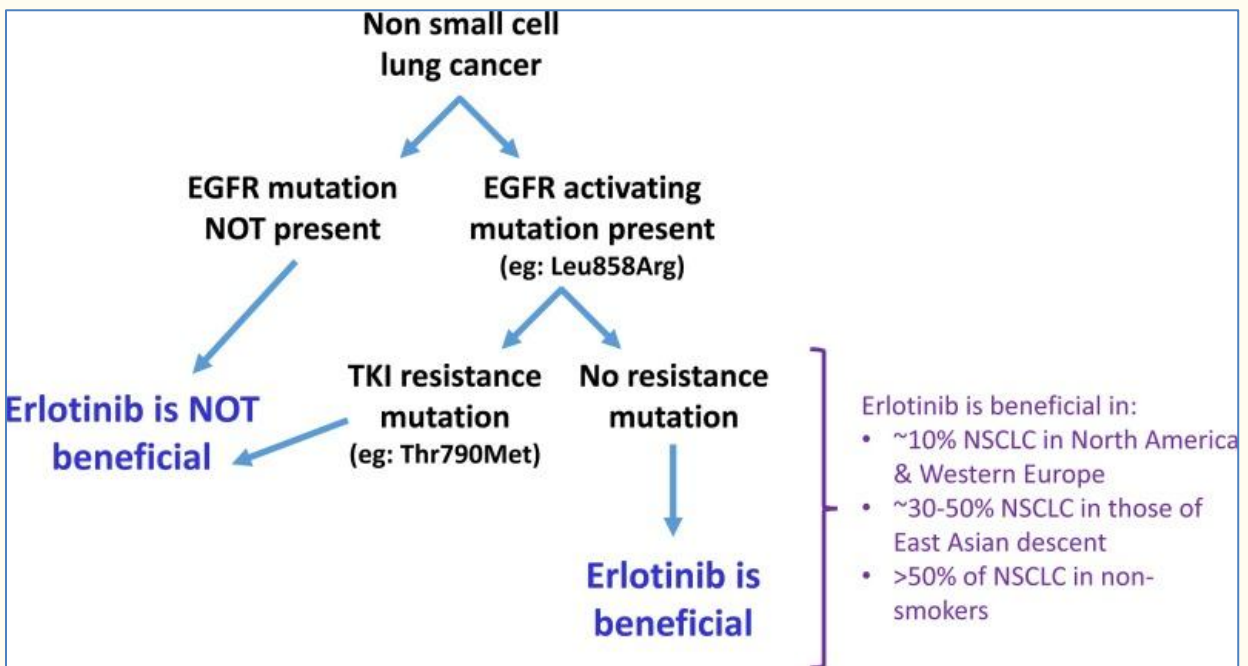 Non small cell
lung cancer
EGFR mutation
NOT present
EGFR activating
mutation present
(eg: Leu858Arg)
TKI resistance
mutation
(eg: Thr790Met)
No resistance
mutation
Erlotinib is NOT
beneficial
Erlotinib is
beneficial
Erlotinib is beneficial in:
• ~10% NSCLC in North America
& Western Europe
• ~30-50% NSCLC in those of
East Asian descent
• >50% of NSCLC in non-
smokers